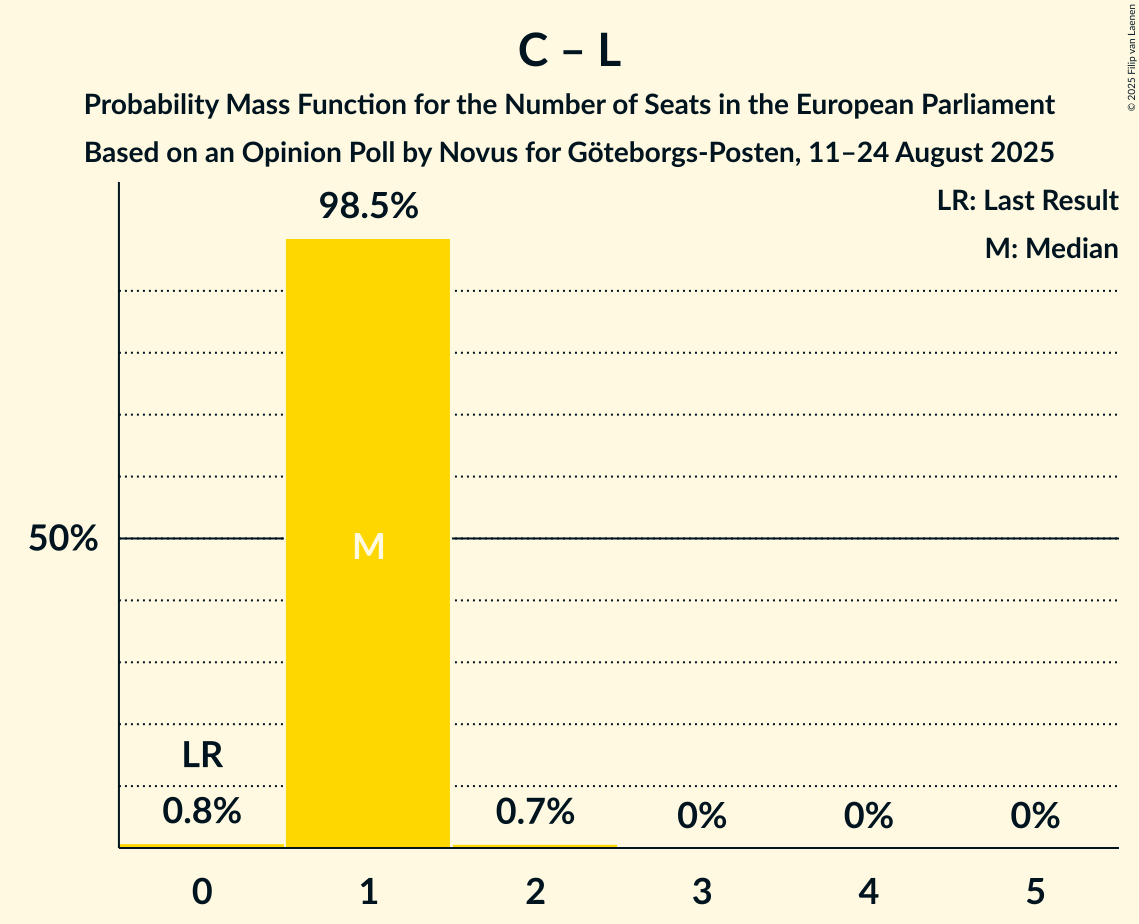 C – L
Probability Mass Function for the Number of Seats in the European Parliament
Based on an Opinion Poll by Novus for Göteborgs-Posten, 11–24 August 2025
© 2025 Filip van Laenen
LR: Last Result
M: Median
98.5%
50%
M
LR
0.8%
0.7%
0%
0%
0%
0
1
2
3
4
5